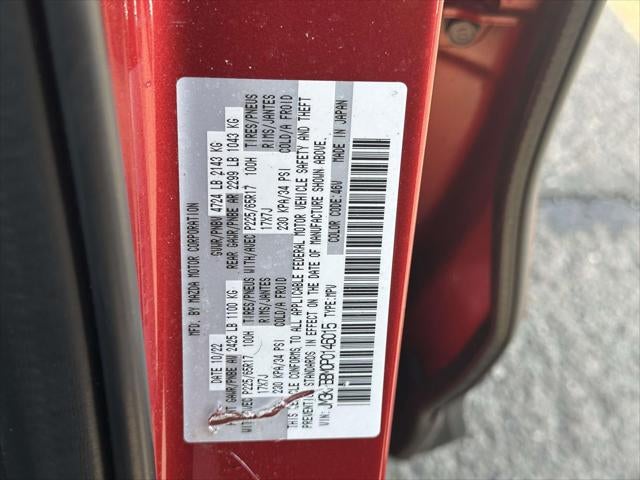 MFD. BY MAZDA MOTOR CORPORATION
10/22 GVWR/PNBV 4724 LB 2143 KG
GAWR/PNBE AV 2425 LB 1100 KG REAR GAWR/PNBE AR 2299 LB 1043 KG
WITH/AVEC P225/65R17 100H TIRES/PNEUS WITH/AVEC P225/65R17 100H TIRES/PNEUS
17X7J RIMS/JANTES 17X7J RIMS/JANTES
230 KPA/34 PSI COLD/A FROID 230 KPA/34 PSI COLD/A FROID
THIS VEHICLE CONFORMS TO ALL APPLICABLE FEDERAL MOTOR VEHICLE SAFETY AND THEFT
PREVENTION STANDARDS IN EFFECT ON THE DATE OF MANUFACTURE SHOWN ABOVE.
VIN: TYPE:MPV COLOR CODE:46V MADE IN JAPAN